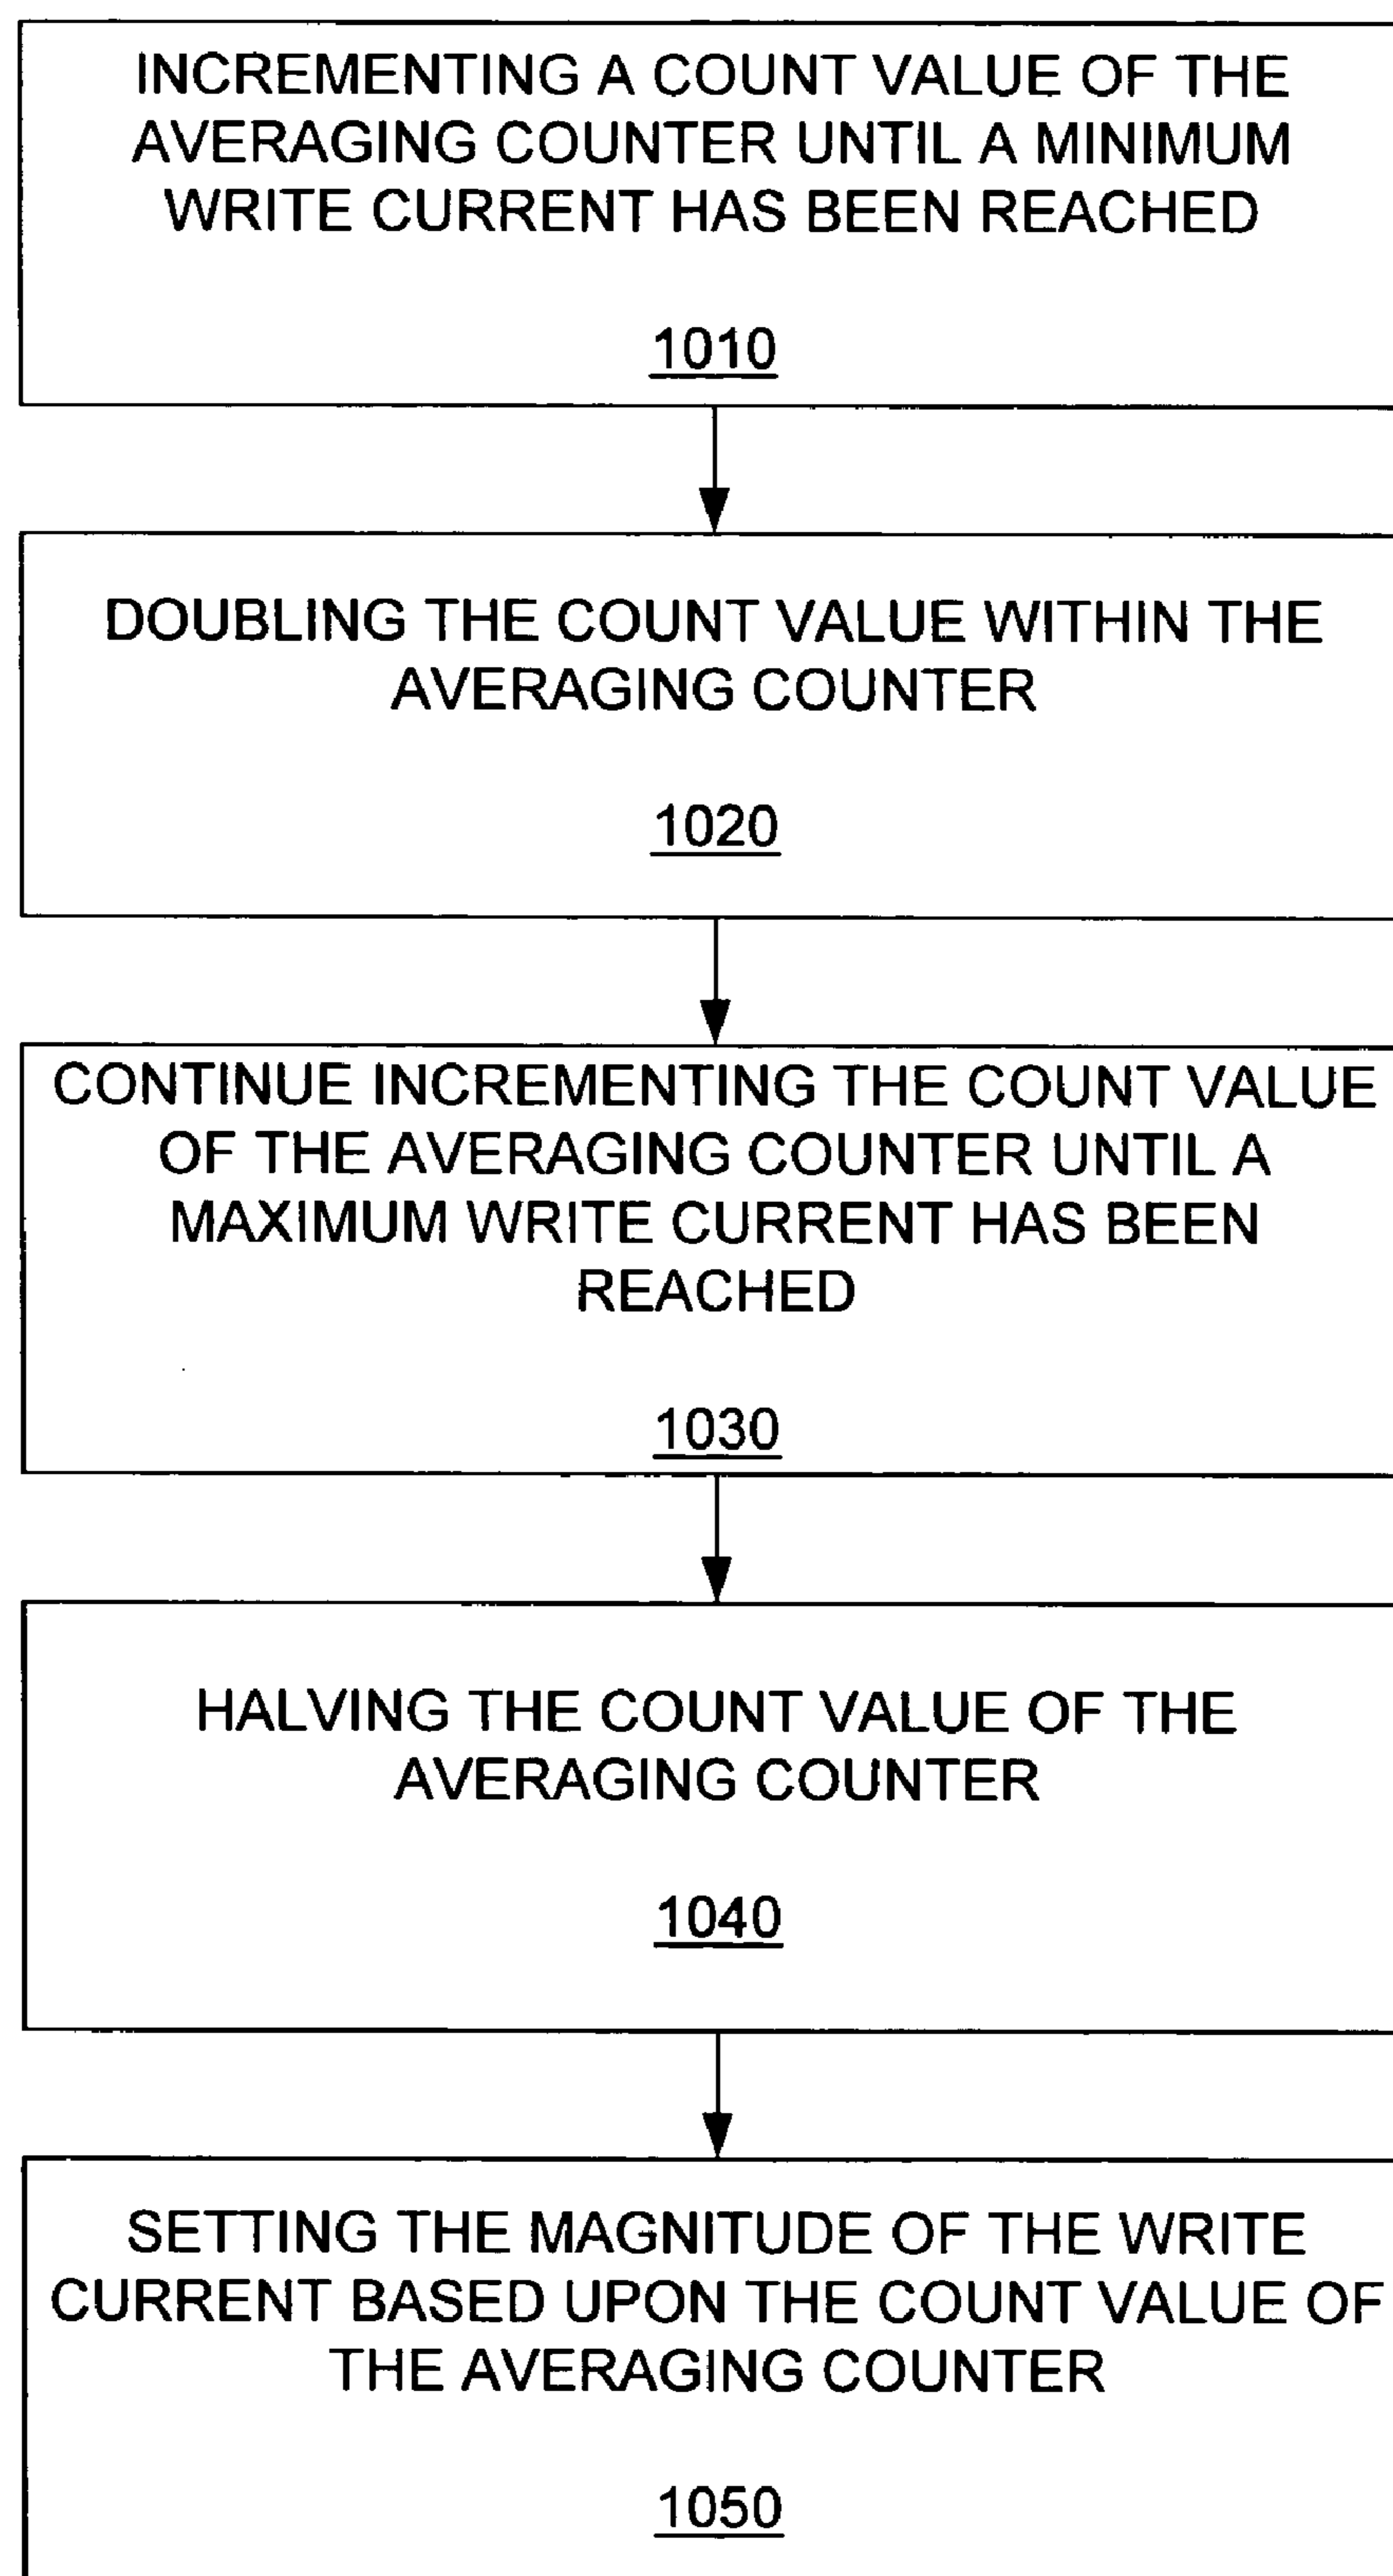 INCREMENTING A COUNT VALUE OF THE
AVERAGING COUNTER UNTIL A MINIMUM
WRITE CURRENT HAS BEEN REACHED
1010
DOUBLING THE COUNT VALUE WITHIN THE
AVERAGING COUNTER
1020
CONTINUE INCREMENTING THE COUNT VALUE
OF THE AVERAGING COUNTER UNTIL A
MAXIMUM WRITE CURRENT HAS BEEN
REACHED
1030
HALVING THE COUNT VALUE OF THE
AVERAGING COUNTER
1040
SETTING THE MAGNITUDE OF THE WRITE
CURRENT BASED UPON THE COUNT VALUE OF
THE AVERAGING COUNTER
1050